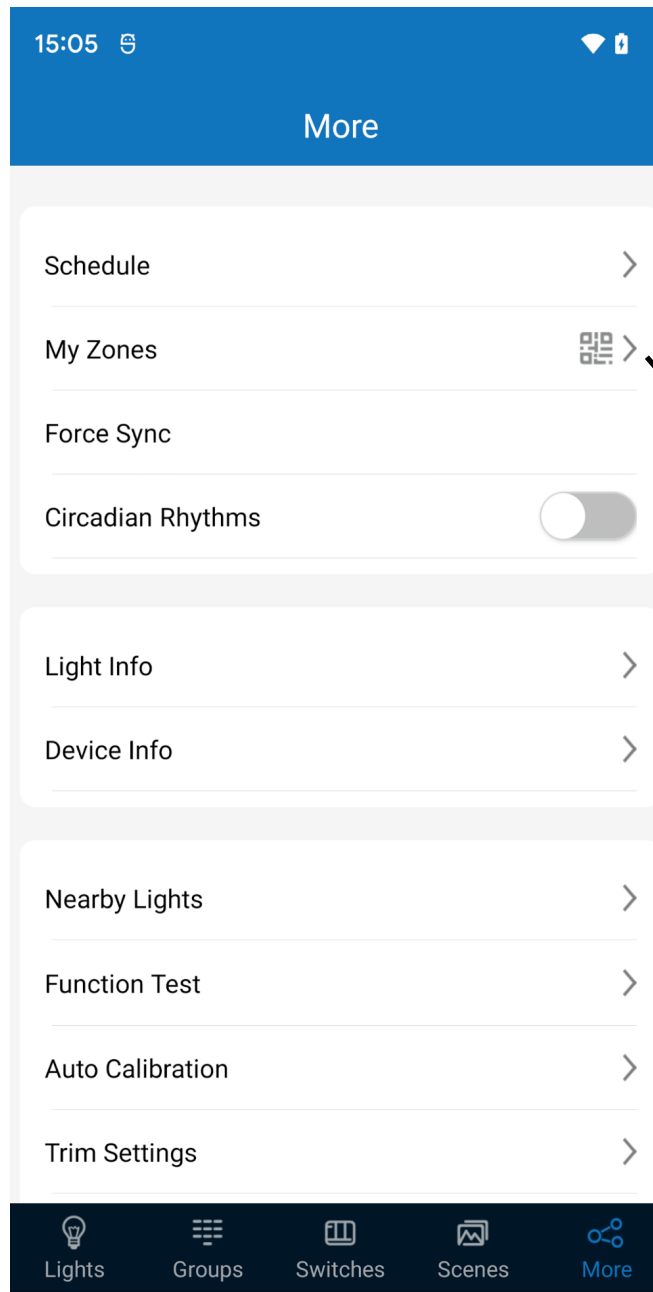 15:05
More
Schedule
My Zones
Force Sync
Circadian Rhythms
Light Info
Device Info
Nearby Lights
Function Test
Auto Calibration
Trim Settings
Lights Groups Switches Scenes More